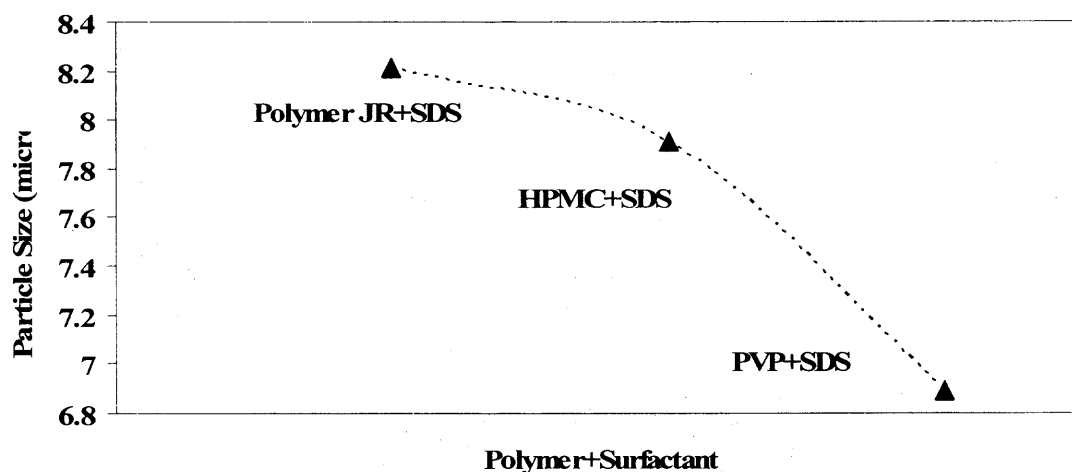 8.4
8.2
8
7.8
7.6
7.4
7.2
7
6.8
Particle Size (micr
Polymer JR+SDS
HPMC+SDS
PVP+SDS
Polymer+Surfactant